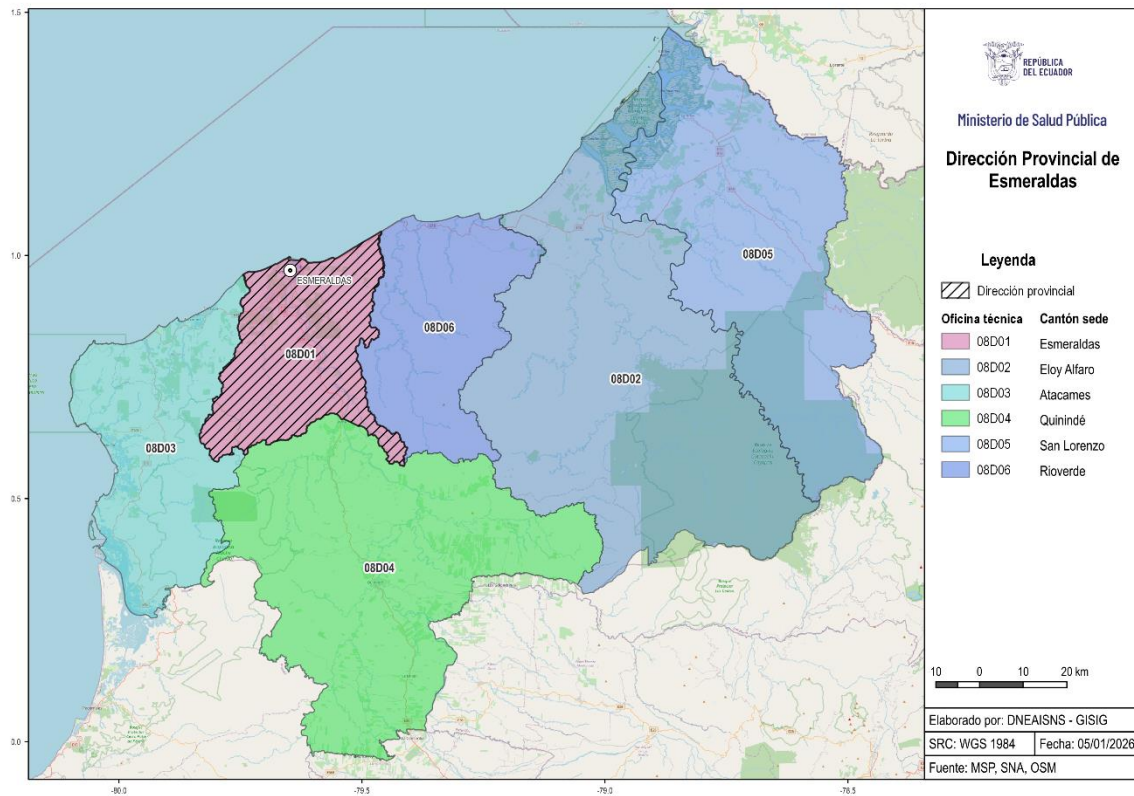 1.5
1.0
0.5
0.0
-80.0
-79.5
-79.0
-78.5
ESMERALDAS
08D01
08D06
08D05
08D02
08D03
08D04
REPÚBLICA
DEL ECUADOR
Ministerio de Salud Pública
Dirección Provincial de
Esmeraldas
Leyenda
Dirección provincial
Oficina técnica Cantón sede
08D01 Esmeraldas
08D02 Eloy Alfaro
08D03 Atacames
08D04 Quinindé
08D05 San Lorenzo
08D06 Rioverde
10 0 10 20 km
Elaborado por: DNEAISNS - GISIG
SRC: WGS 1984 Fecha: 05/01/2026
Fuente: MSP, SNA, OSM